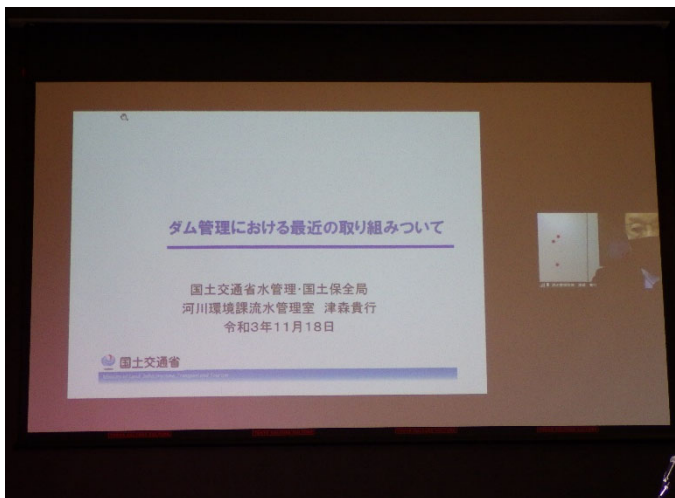 ダム管理における最近の取り組みついて
国土交通省水管理・国土保全局
河川環境課流水管理室 津森貴行
令和3年11月18日
国土交通省